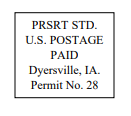 PRSRT STD.
U.S. POSTAGE
PAID
Dyersville, IA.
Permit No. 28